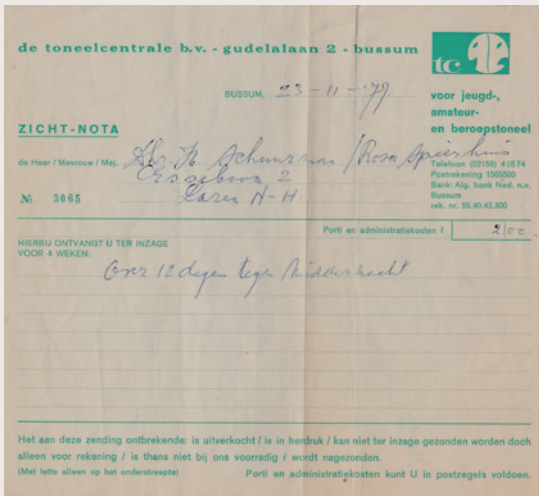 de toneelcentrale b.v. - gudelalaan 2 - bussum
tc
BUSSUM, 23-11-'79
voor jeugd-,
amateur-
en beroepstoneel
ZICHT-NOTA
de Heer / Mevrouw / Mej. Dhr. H. Schuurman / Rosa Spierhuis
2
Laren N-H.
Telefoon (02159) 40574
Postrekening 1565500
Bank: Alg. bank Ned. n.v.
Bussum
rek. nr. 55.40.43.300
№ 3065
Porti en administratiekosten f 2,00
HIERBIJ ONTVANGT U TER INZAGE
VOOR 4 WEKEN:
Over 12 dagen tegen Middernacht
Het aan deze zending ontbrekende: is uitverkocht / is in herdruk / kan niet ter inzage gezonden worden doch
alleen voor rekening / is thans niet bij ons voorradig / wordt nagezonden.
(Met lette alleen op het onderstreepte)
Porti en administratiekosten kunt U in postzegels voldoen.